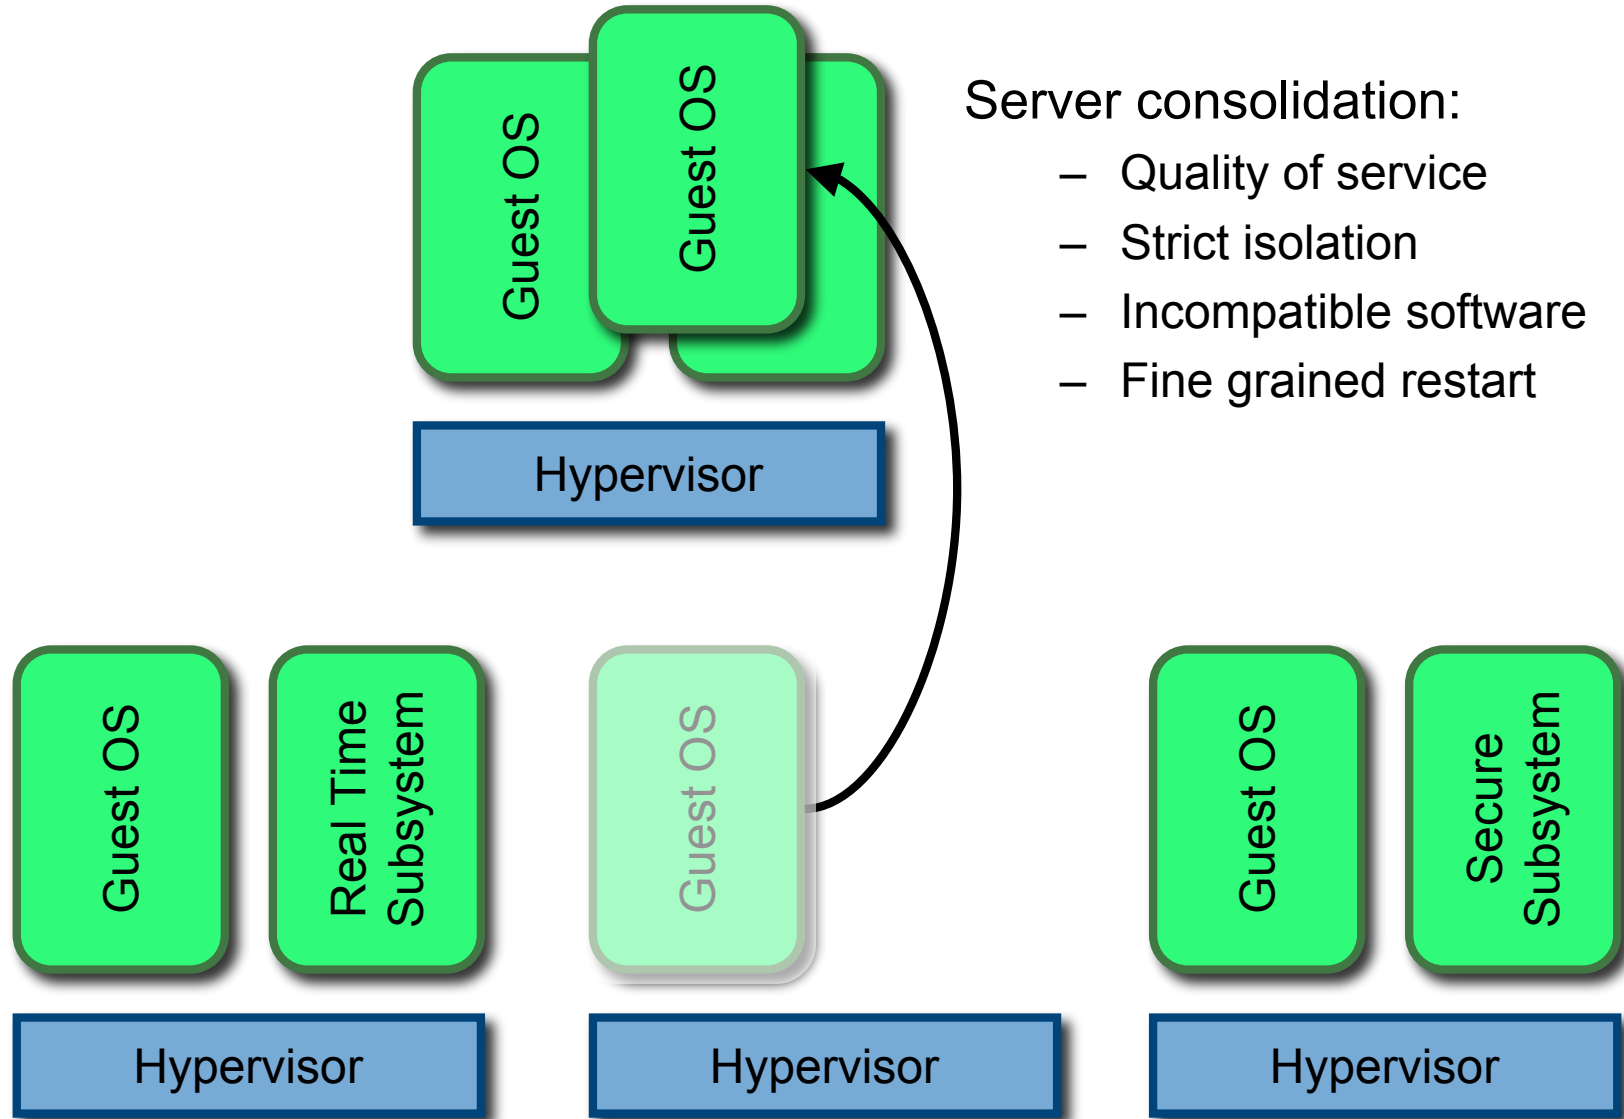 Guest OS
Guest OS
Server consolidation:
– Quality of service
– Strict isolation
– Incompatible software
– Fine grained restart
Hypervisor
Guest OS
Real Time
Subsystem
Guest OS
Guest OS
Secure
Subsystem
Hypervisor
Hypervisor
Hypervisor